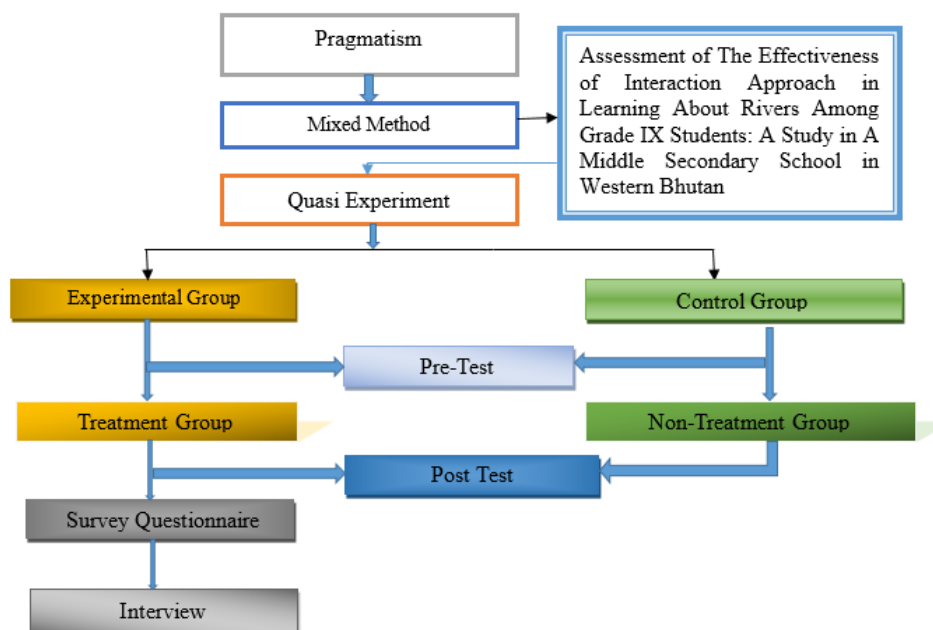 Pragmatism
Assessment of The Effectiveness
of Interaction Approach in
Learning About Rivers Among
Grade IX Students: A Study in A
Middle Secondary School in
Western Bhutan
Mixed Method
Quasi Experiment
Experimental Group
Control Group
Pre-Test
Treatment Group
Non-Treatment Group
Post Test
Survey Questionnaire
Interview